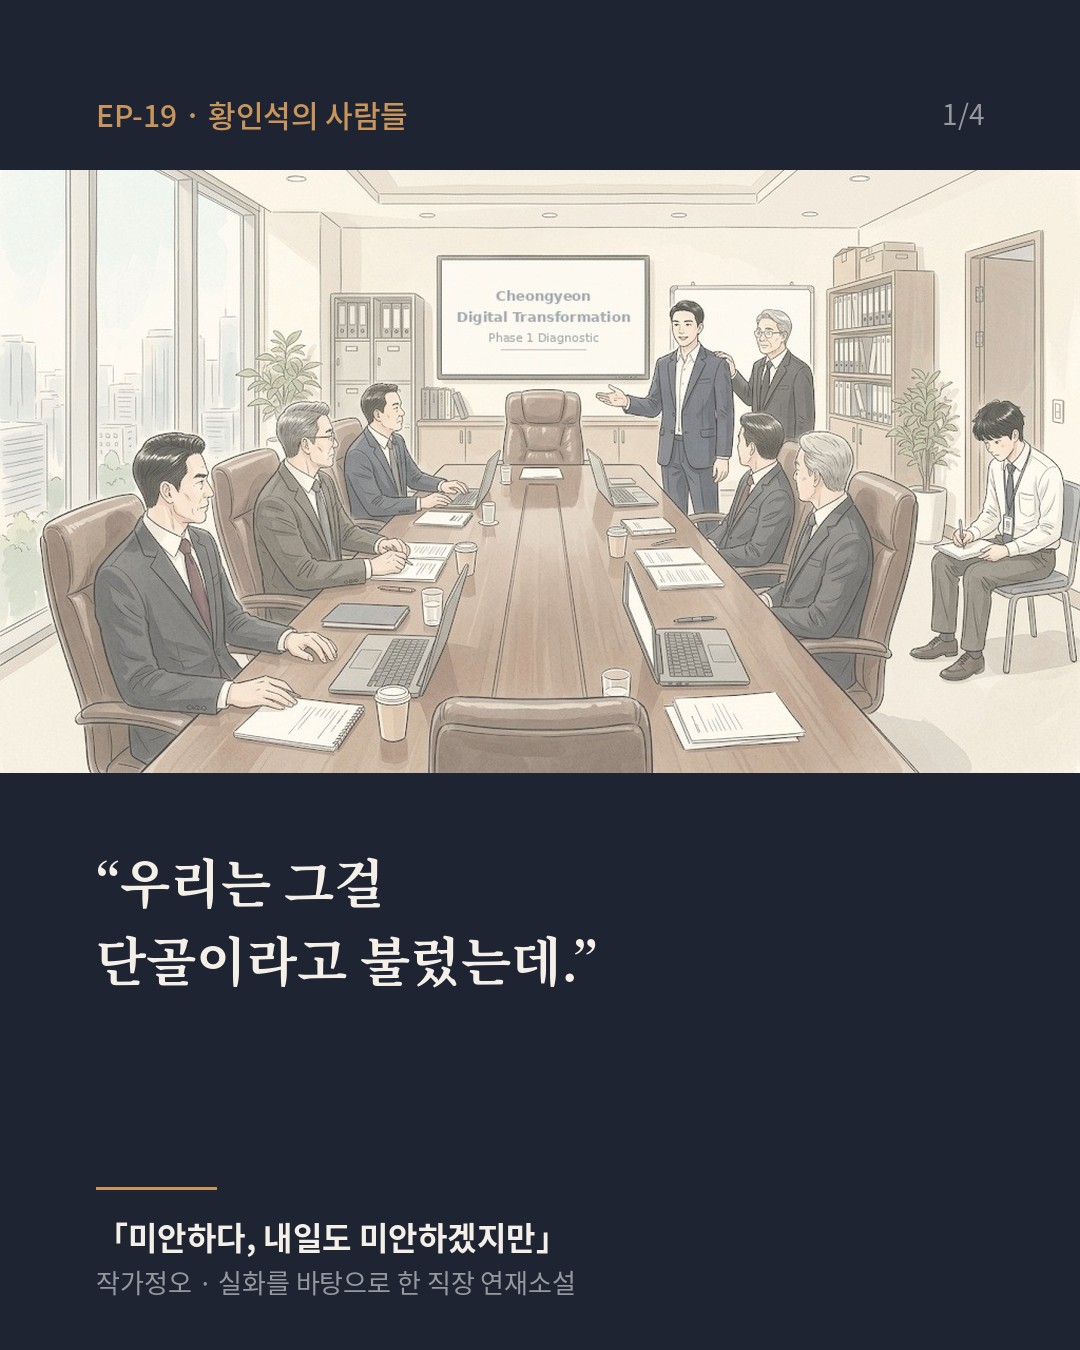 EP-19 · 황인석의 사람들
1/4
Cheongyeon
Digital Transformation
Phase 1 Diagnostic
“우리는 그걸
단골이라고 불렀는데.”
「미안하다, 내일도 미안하겠지만」
작가정오 · 실화를 바탕으로 한 직장 연재소설